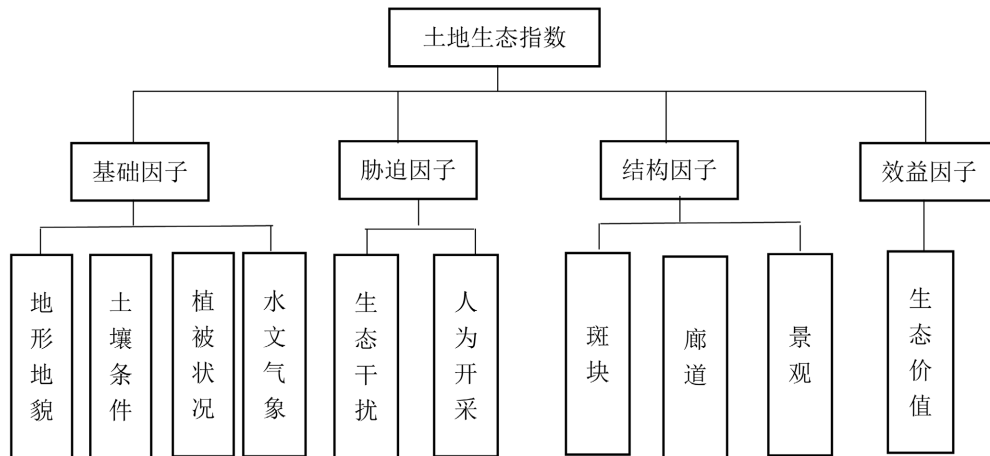 土地生态指数
基础因子
胁迫因子
结构因子
效益因子
地形地貌
土壤条件
植被状况
水文气象
生态干扰
人为开采
斑块
廊道
景观
生态价值